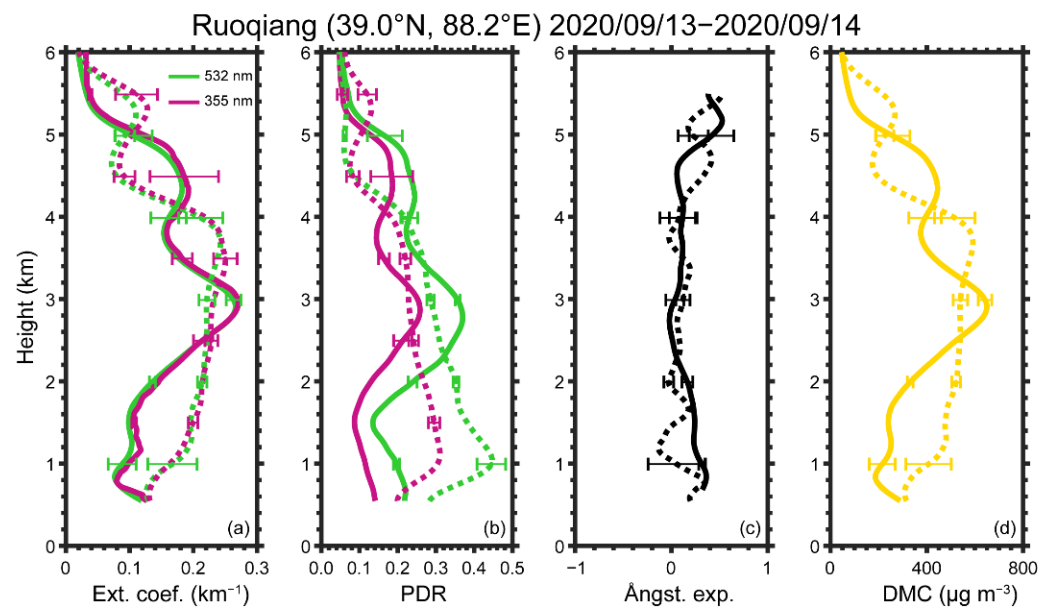 Ruoqiang (39.0°N, 88.2°E) 2020/09/13−2020/09/14
Height (km)
6
5
4
3
2
1
0
532 nm
355 nm
(a)
0 0.1 0.2 0.3
Ext. coef. (km⁻¹)
6
5
4
3
2
1
0
(b)
0.0 0.1 0.2 0.3 0.4 0.5
PDR
6
5
4
3
2
1
0
(c)
−1 0 1
Ångst. exp.
6
5
4
3
2
1
0
(d)
0 200 400 600 800
DMC (μg m⁻³)